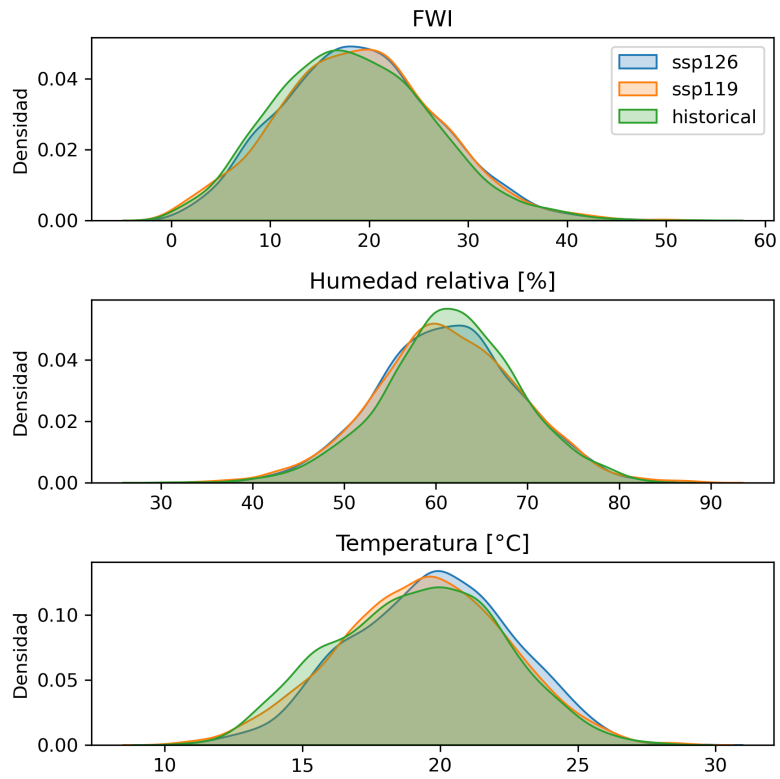 FWI
Densidad
0.04
0.02
0.00
0 10 20 30 40 50 60
ssp126
ssp119
historical
Humedad relativa [%]
Densidad
0.04
0.02
0.00
30 40 50 60 70 80 90
Temperatura [°C]
Densidad
0.10
0.05
0.00
10 15 20 25 30